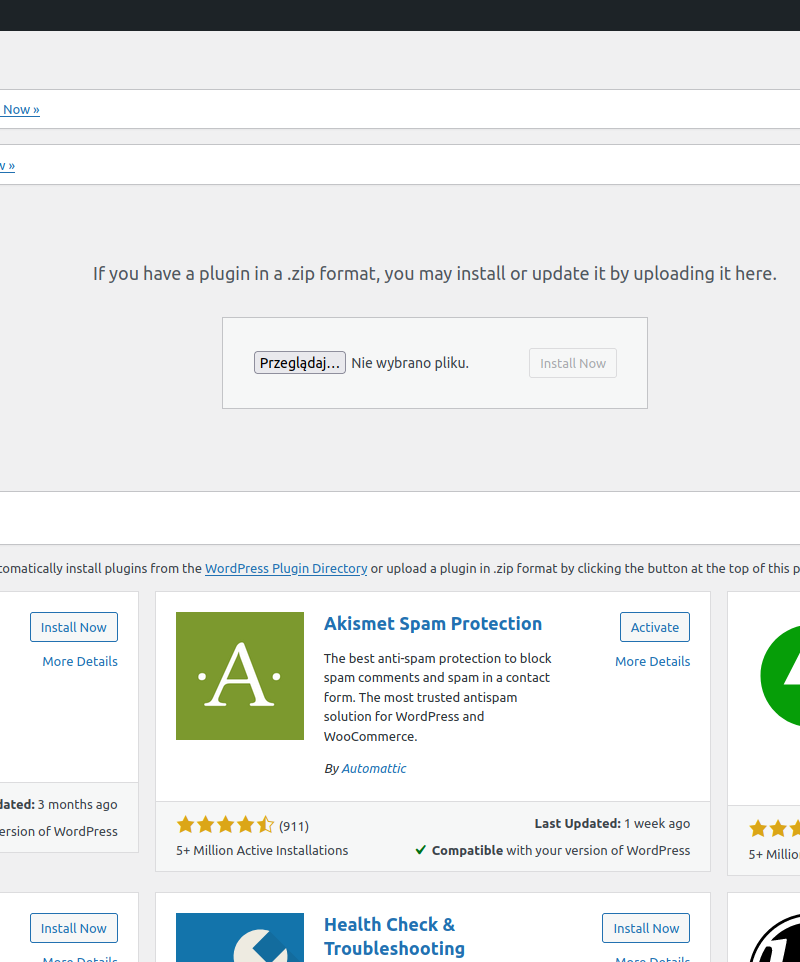 Now »
»
If you have a plugin in a .zip format, you may install or update it by uploading it here.
Przeglądaj… Nie wybrano pliku.
Install Now
omatically install plugins from the WordPress Plugin Directory or upload a plugin in .zip format by clicking the button at the top of this p
Install Now
More Details
dated: 3 months ago
ersion of WordPress
A
Akismet Spam Protection
Activate
More Details
The best anti-spam protection to block
spam comments and spam in a contact
form. The most trusted antispam
solution for WordPress and
WooCommerce.
By Automattic
(911)
Last Updated: 1 week ago
5+ Million Active Installations
Compatible with your version of WordPress
5+ Millio
Install Now
More Details
Health Check &
Troubleshooting
Install Now
More Details